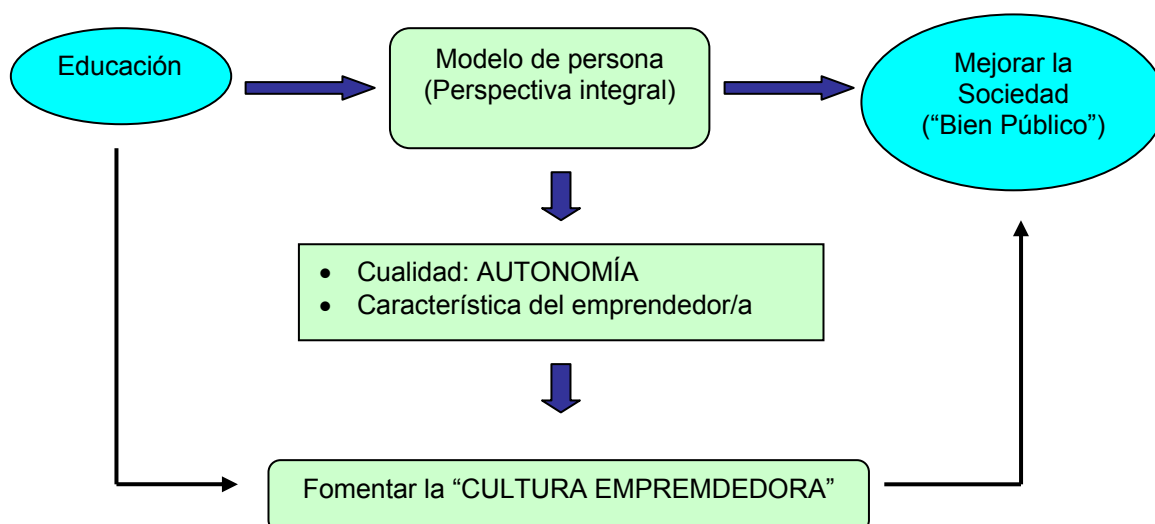 Educación
Modelo de persona
(Perspectiva integral)
Mejorar la
Sociedad
(“Bien Público”)
• Cualidad: AUTONOMÍA
• Característica del emprendedor/a
Fomentar la “CULTURA EMPREMDEDORA”